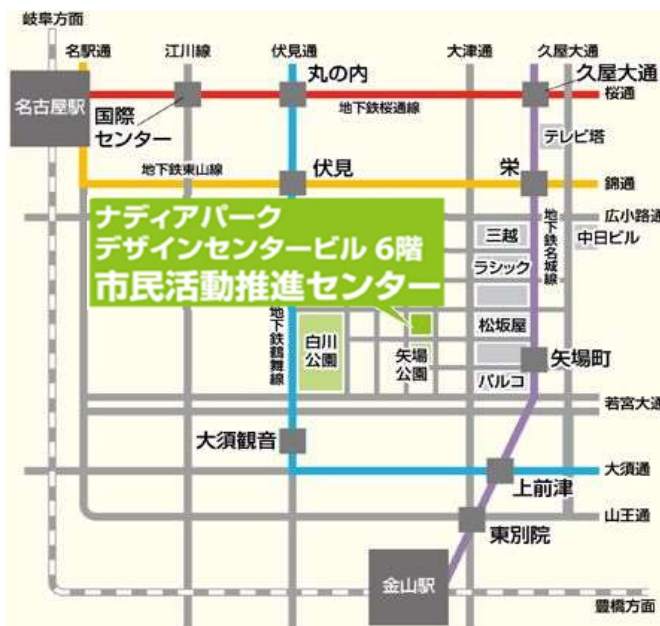 岐阜方面
名駅通
江川線
伏見通
大津通
久屋大通
丸の内
久屋大通
名古屋駅
桜通
国際
センター
地下鉄桜通線
テレビ塔
地下鉄東山線
伏見
栄
錦通
ナディアパーク
デザインセンタービル 6階
市民活動推進センター
広小路通
三越
地下鉄名城線
中日ビル
ラシック
地下鉄鶴舞線
白川
公園
松坂屋
矢場
公園
矢場町
パルコ
若宮大通
大須観音
大須通
上前津
山王通
東別院
金山駅
豊橋方面